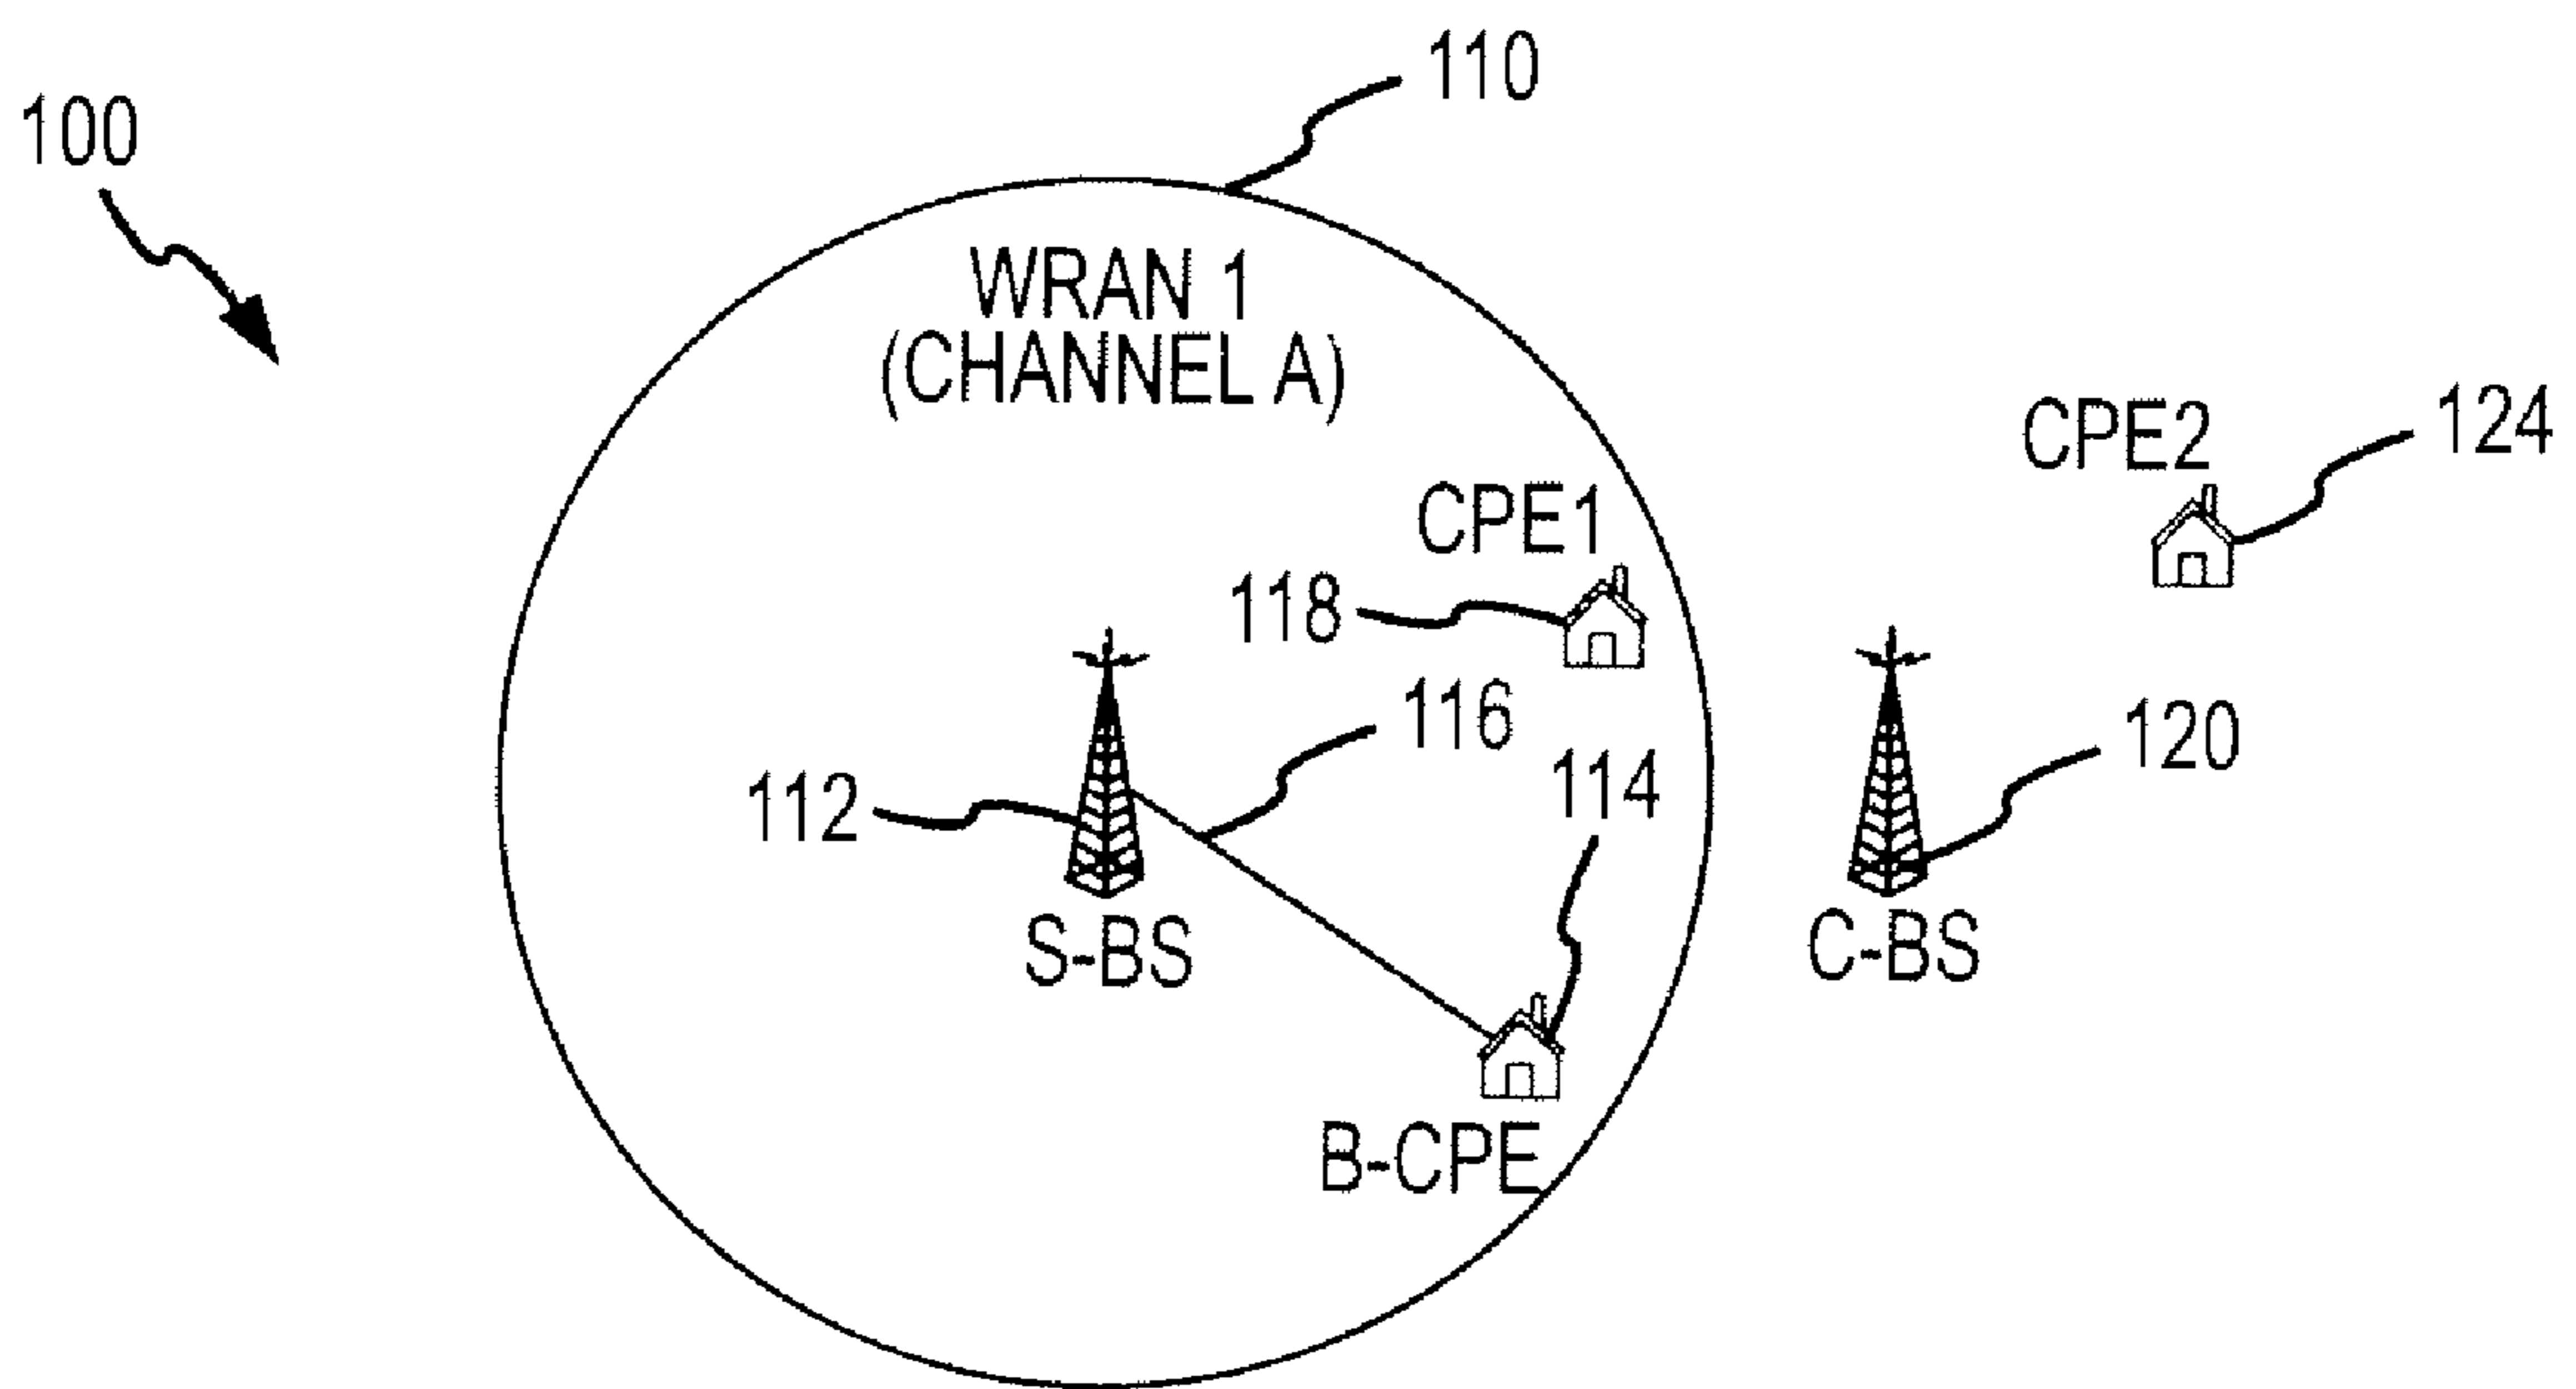 110
100
WRAN 1
(CHANNEL A)
CPE2
124
CPE1
118
116
114
120
112
S-BS
C-BS
B-CPE